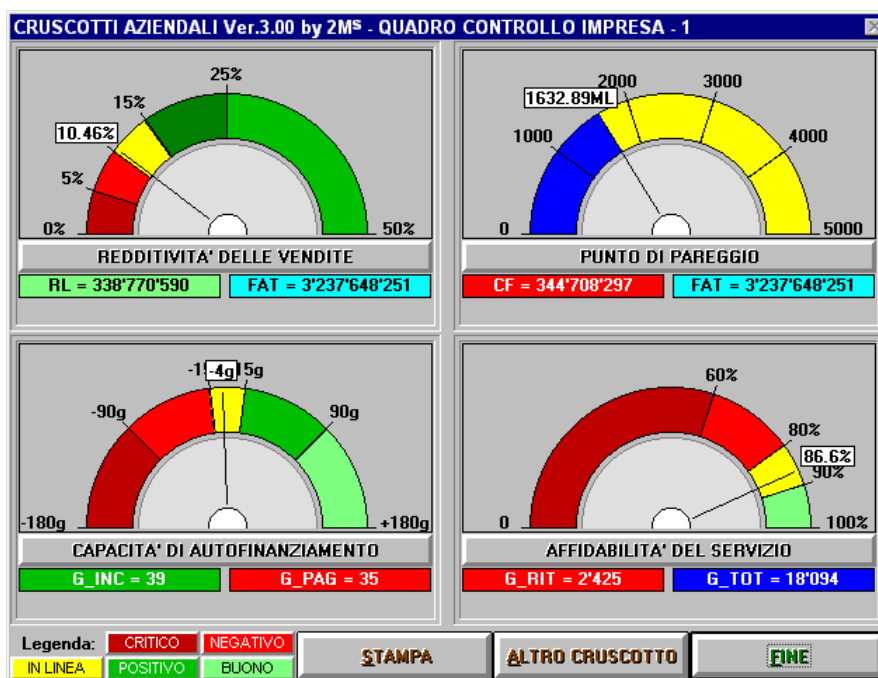 CRUSCOTTI AZIENDALI Ver.3.00 by 2Mˢ - QUADRO CONTROLLO IMPRESA - 1
25%
15%
10.46%
5%
0%
50%
REDDITIVITA' DELLE VENDITE
RL = 338'770'590
FAT = 3'237'648'251
2000
3000
1632.89ML
1000
4000
0
5000
PUNTO DI PAREGGIO
CF = 344'708'297
FAT = 3'237'648'251
-4g
15g
-90g
90g
-180g
+180g
CAPACITA' DI AUTOFINANZIAMENTO
G_INC = 39
G_PAG = 35
60%
80%
86.6%
90%
0
100%
AFFIDABILITA' DEL SERVIZIO
G_RIT = 2'425
G_TOT = 18'094
Legenda:
CRITICO
NEGATIVO
IN LINEA
POSITIVO
BUONO
STAMPA
ALTRO CRUSCOTTO
FINE